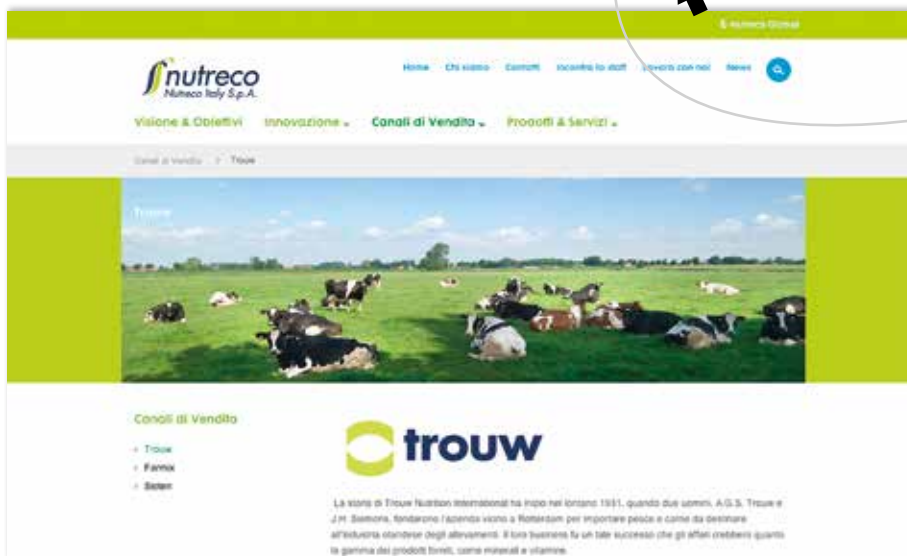 Nutreco Global
nutreco
Nutreco Italy S.p.A.
Home Chi siamo Contatti Incontra lo staff Lavora con noi News
Visione & Obiettivi Innovazione Canali di Vendita Prodotti & Servizi
Canali di Vendita > Trouw
Trouw
Canali di Vendita
› Trouw
› Farmix
› Sisteri
trouw
La storia di Trouw Nutrition International ha inizio nel lontano 1931, quando due uomini, A.G.S. Trouw e
J.H. Siemons, fondarono l'azienda vicino a Rotterdam per importare pesce e carne da destinare
all'industria olandese degli allevamenti. Il loro business fu un tale successo che gli affari crebbero quanto
la gamma dei prodotti forniti, come minerali e vitamine.